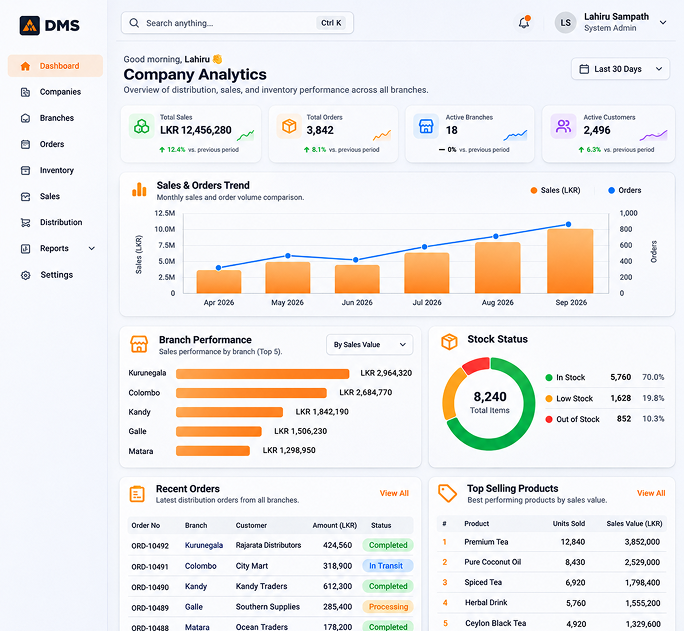 DMS
Search anything...
Ctrl K
LS
Lahiru Sampath
System Admin
Dashboard
Companies
Branches
Orders
Inventory
Sales
Distribution
Reports
Settings
Good morning, Lahiru 👏
Company Analytics
Overview of distribution, sales, and inventory performance across all branches.
Last 30 Days
Total Sales
LKR 12,456,280
↑ 12.4% vs. previous period
Total Orders
3,842
↑ 8.1% vs. previous period
Active Branches
18
— 0% vs. previous period
Active Customers
2,496
↑ 6.3% vs. previous period
Sales & Orders Trend
Monthly sales and order volume comparison.
Sales (LKR)
Orders
Sales (LKR)
12.5M
10.0M
7.5M
5.0M
2.5M
0
1,000
800
600
400
200
0
Orders
Apr 2026
May 2026
Jun 2026
Jul 2026
Aug 2026
Sep 2026
Branch Performance
Sales performance by branch (Top 5).
By Sales Value
Kurunegala LKR 2,964,320
Colombo LKR 2,684,770
Kandy LKR 1,842,190
Galle LKR 1,506,230
Matara LKR 1,298,950
Stock Status
8,240
Total Items
In Stock 5,760 70.0%
Low Stock 1,628 19.8%
Out of Stock 852 10.3%
Recent Orders
Latest distribution orders from all branches.
View All
Order No Branch Customer Amount (LKR) Status
ORD-10492 Kurunegala Rajarata Distributors 424,560 Completed
ORD-10491 Colombo City Mart 318,900 In Transit
ORD-10490 Kandy Kandy Traders 612,300 Completed
ORD-10489 Galle Southern Supplies 285,400 Processing
ORD-10488 Matara Ocean Traders 178,200 Completed
Top Selling Products
Best performing products by sales value.
View All
# Product Units Sold Sales Value (LKR)
1 Premium Tea 12,840 3,852,000
2 Pure Coconut Oil 8,430 2,529,000
3 Spiced Tea 6,920 1,798,400
4 Herbal Drink 5,760 1,555,200
5 Ceylon Black Tea 4,920 1,329,600